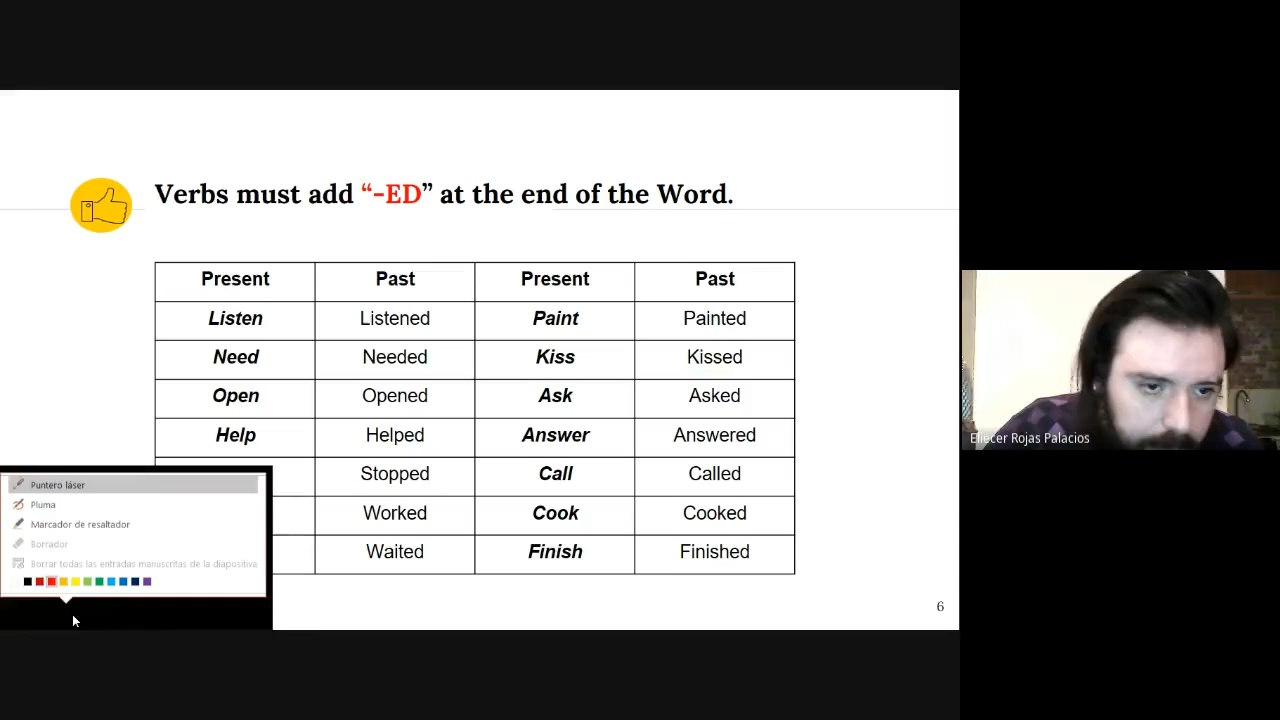 Verbs must add “-ED” at the end of the Word.
Present Past Present Past
Listen Listened Paint Painted
Need Needed Kiss Kissed
Open Opened Ask Asked
Help Helped Answer Answered
Stopped Call Called
Worked Cook Cooked
Waited Finish Finished
Puntero láser
Pluma
Marcador de resaltador
Borrador
Borrar todas las entradas manuscritas de la diapositiva
6
Eliecer Rojas Palacios